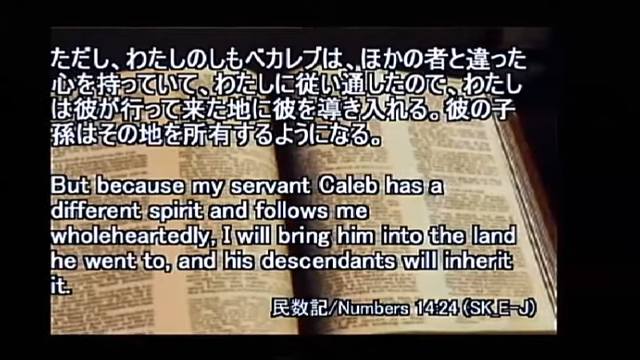 ただし、わたしのしもべカレブは、ほかの者と違った
心を持っていて、わたしに従い通したので、わたし
は彼が行って来た地に彼を導き入れる。彼の子
孫はその地を所有するようになる。
But because my servant Caleb has a
different spirit and follows me
wholeheartedly, I will bring him into the land
he went to, and his descendants will inherit
it.
民数記/Numbers 14:24 (SK_E-J)